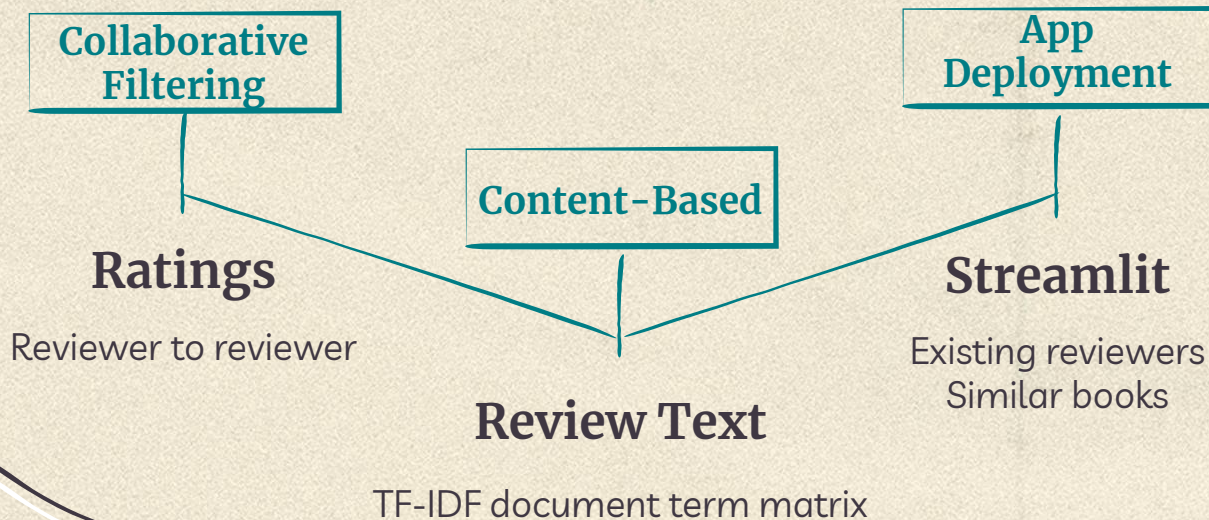 Collaborative
Filtering
Ratings
Reviewer to reviewer
Content-Based
Review Text
TF-IDF document term matrix
App
Deployment
Streamlit
Existing reviewers
Similar books